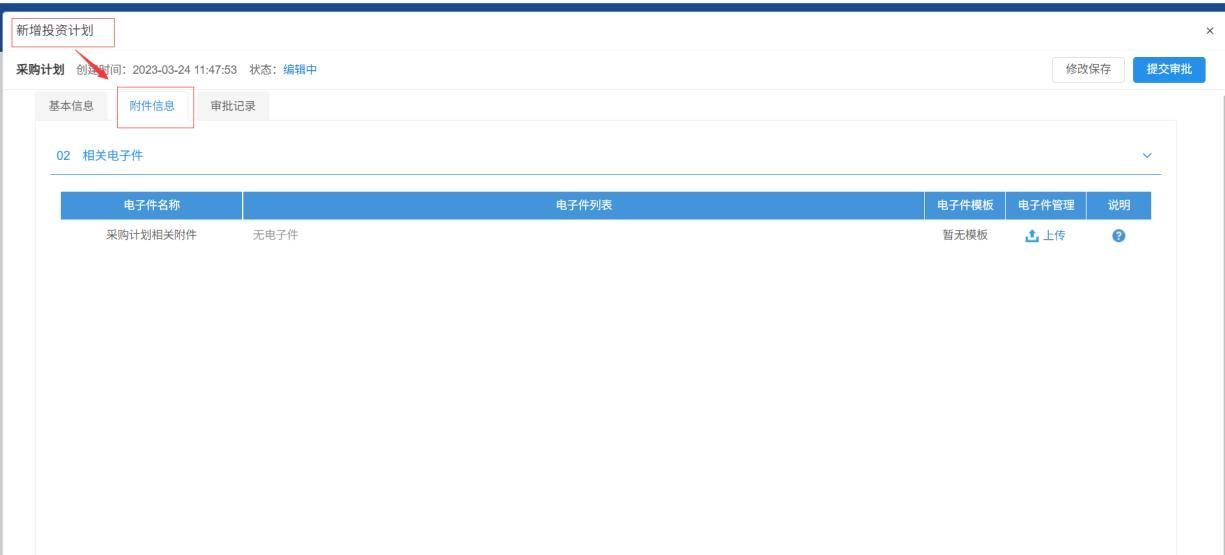 新增投资计划 ×
采购计划 创建时间：2023-03-24 11:47:53 状态：编辑中 修改保存 提交审批
基本信息 附件信息 审批记录
02 相关电子件
电子件名称 电子件列表 电子件模板 电子件管理 说明
采购计划相关附件 无电子件 暂无模板 上传 ?